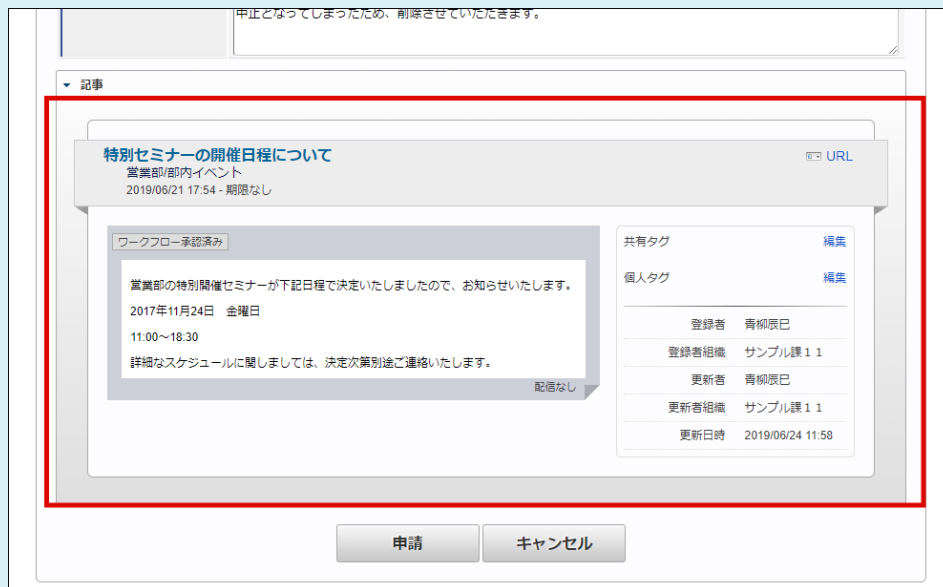 中止となってしまったため、削除させていただきます。
記事
特別セミナーの開催日程について
URL
営業部/部内イベント
2019/06/21 17:54 - 期限なし
ワークフロー承認済み
営業部の特別開催セミナーが下記日程で決定いたしましたので、お知らせいたします。
2017年11月24日　金曜日
11:00～18:30
詳細なスケジュールに関しましては、決定次第別途ご連絡いたします。
配信なし
共有タグ 編集
個人タグ 編集
登録者 青柳辰巳
登録者組織 サンプル課１１
更新者 青柳辰巳
更新者組織 サンプル課１１
更新日時 2019/06/24 11:58
申請 キャンセル